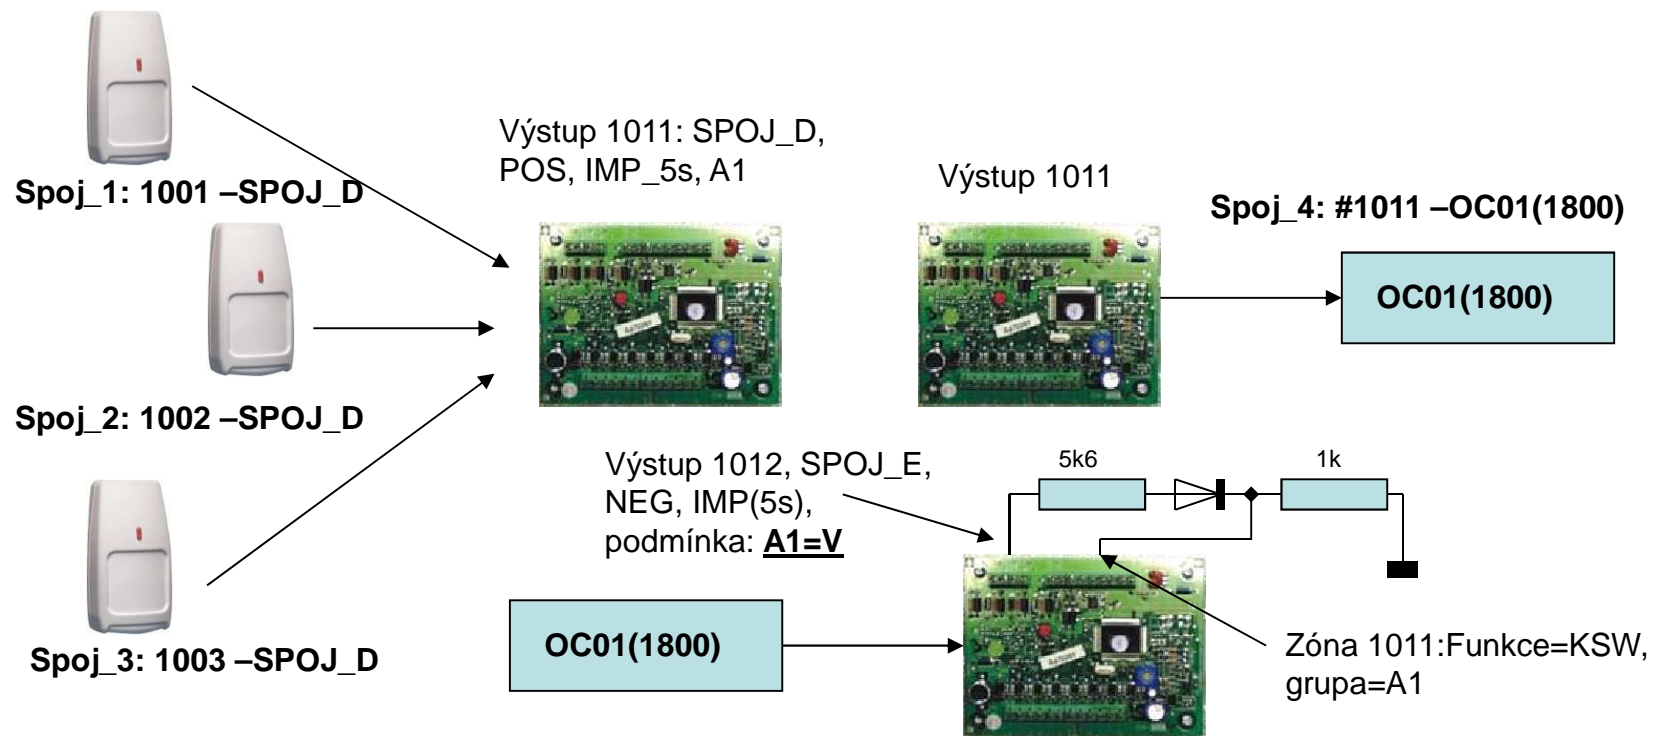 Výstup 1011: SPOJ_D,
POS, IMP_5s, A1
Výstup 1011
Spoj_1: 1001 –SPOJ_D
Spoj_4: #1011 –OC01(1800)
OC01(1800)
Spoj_2: 1002 –SPOJ_D
Výstup 1012, SPOJ_E,
NEG, IMP(5s),
podmínka: A1=V
5k6
1k
OC01(1800)
Spoj_3: 1003 –SPOJ_D
Zóna 1011:Funkce=KSW,
grupa=A1